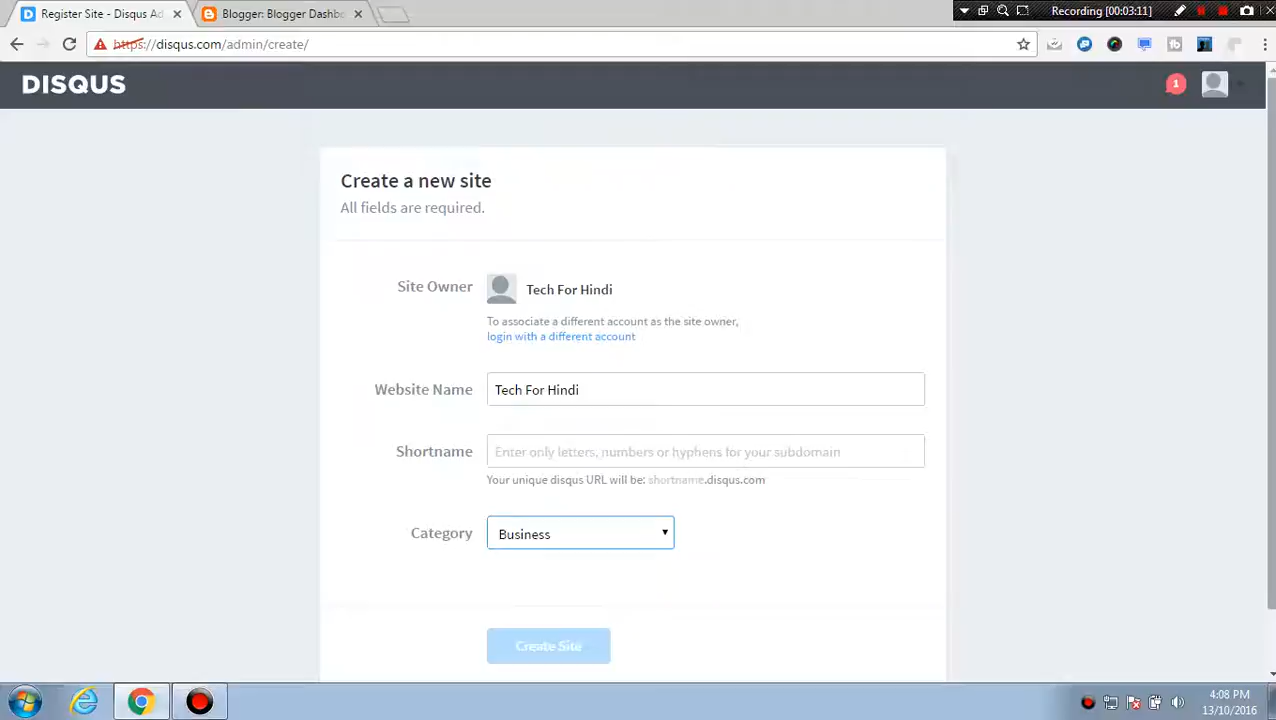 Register Site - Disqus Ad
Blogger: Blogger Dashbo
Recording [00:03:11]
https://disqus.com/admin/create/
DISQUS
1
Create a new site
All fields are required.
Site Owner
Tech For Hindi
To associate a different account as the site owner,
login with a different account
Website Name
Tech For Hindi
Shortname
Enter only letters, numbers or hyphens for your subdomain
Your unique disqus URL will be: shortname.disqus.com
Category
Business
Create Site
4:08 PM
13/10/2016